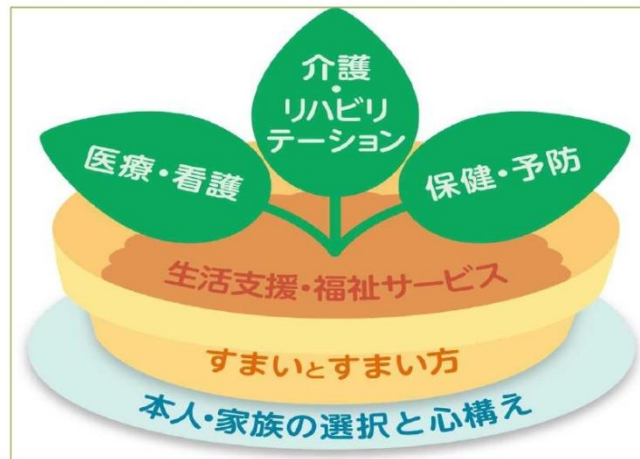 介護
・
リハビリ
テーション
医療・看護
保健・予防
生活支援・福祉サービス
すまいとすまい方
本人・家族の選択と心構え